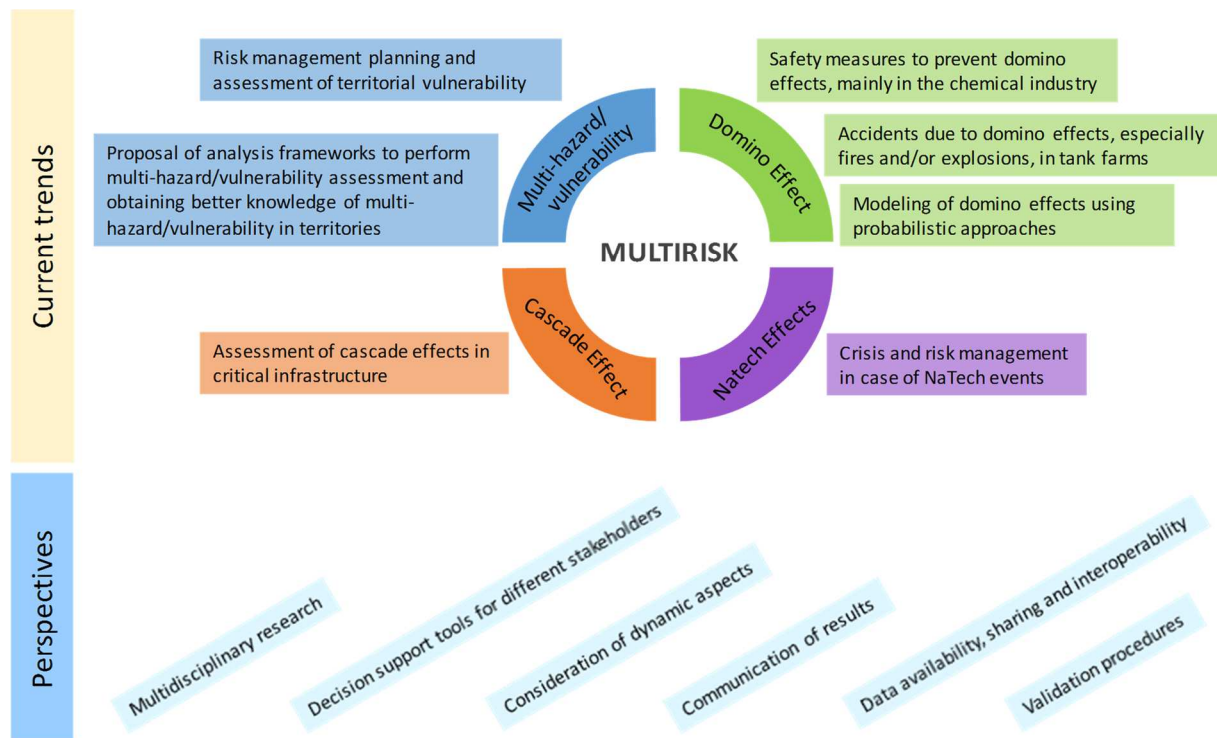 Current trends
Risk management planning and
assessment of territorial vulnerability
Proposal of analysis frameworks to perform
multi-hazard/vulnerability assessment and
obtaining better knowledge of multi-
hazard/vulnerability in territories
Multi-hazard/
vulnerability
Domino Effect
Safety measures to prevent domino
effects, mainly in the chemical industry
Accidents due to domino effects, especially
fires and/or explosions, in tank farms
Modeling of domino effects using
probabilistic approaches
MULTIRISK
Assessment of cascade effects in
critical infrastructure
Cascade Effect
Natech Effects
Crisis and risk management
in case of NaTech events
Perspectives
Multidisciplinary research
Decision support tools for different stakeholders
Consideration of dynamic aspects
Communication of results
Data availability, sharing and interoperability
Validation procedures